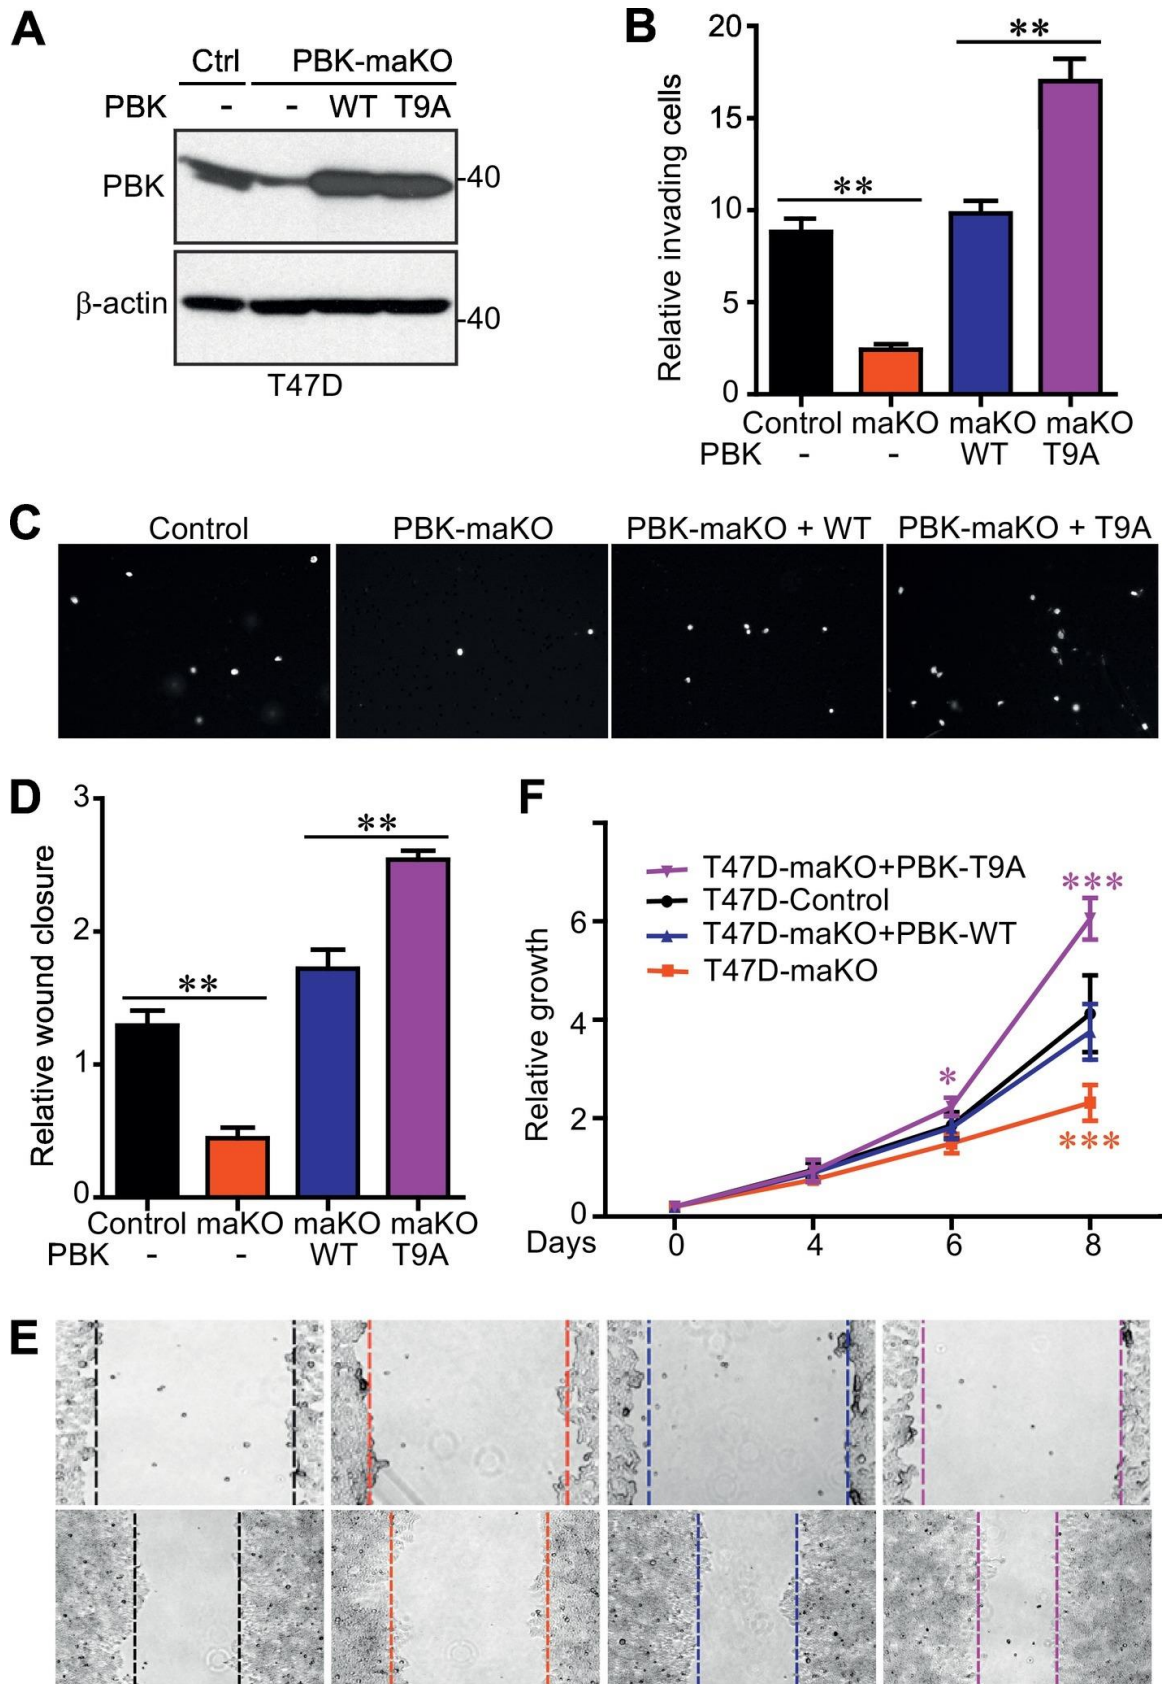 A
Ctrl PBK-maKO
PBK - - WT T9A
PBK -40
β-actin -40
T47D
B
Relative invading cells
20
15
10
5
0
**
**
Control maKO maKO maKO
PBK - - WT T9A
C
Control PBK-maKO PBK-maKO + WT PBK-maKO + T9A
D
Relative wound closure
3
2
1
0
**
**
Control maKO maKO maKO
PBK - - WT T9A
F
Relative growth
6
4
2
0
T47D-maKO+PBK-T9A
T47D-Control
T47D-maKO+PBK-WT
T47D-maKO
***
*
***
Days 0 4 6 8
E